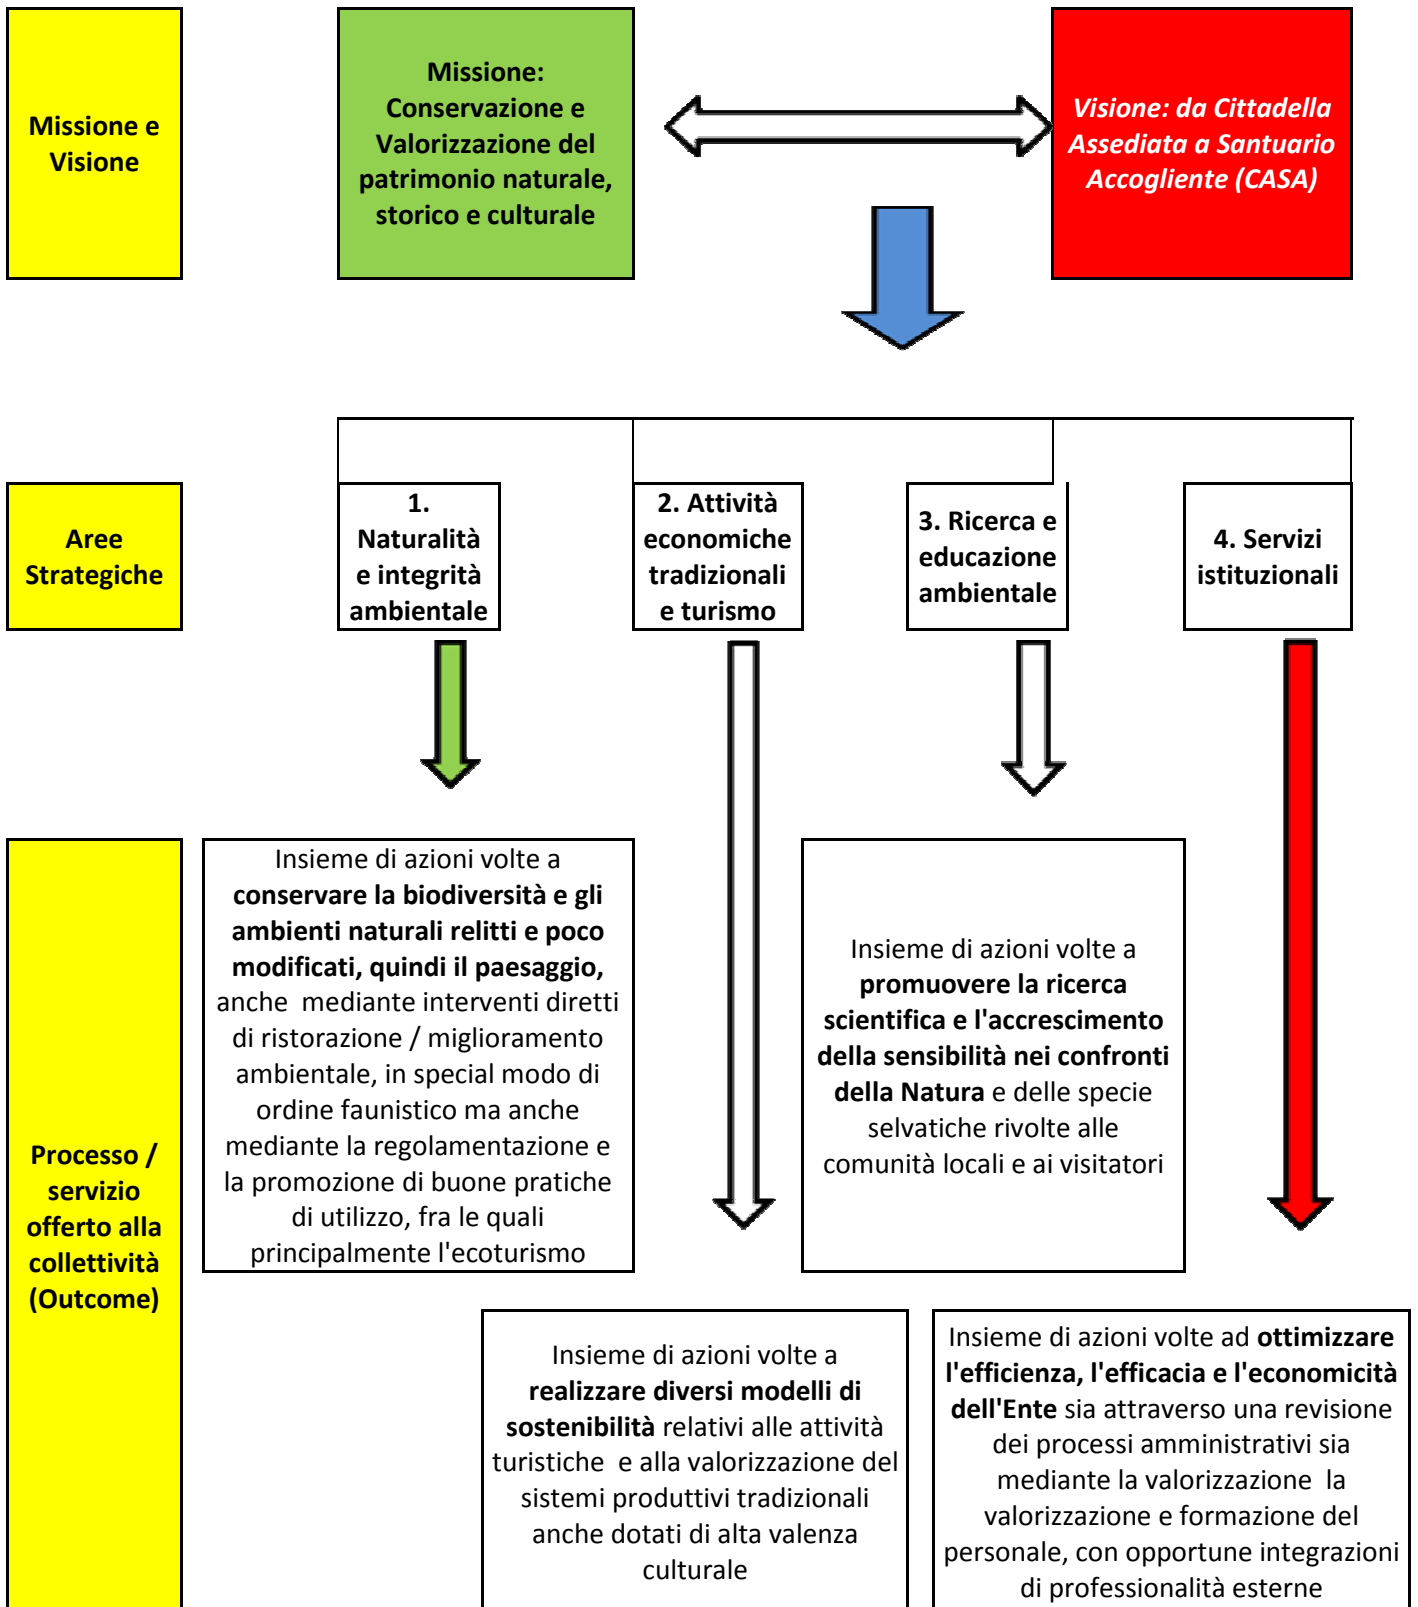 Missione e
Visione
Missione:
Conservazione e
Valorizzazione del
patrimonio naturale,
storico e culturale
Visione: da Cittadella
Assediata a Santuario
Accogliente (CASA)
Aree
Strategiche
1.
Naturalità
e integrità
ambientale
2. Attività
economiche
tradizionali
e turismo
3. Ricerca e
educazione
ambientale
4. Servizi
istituzionali
Processo /
servizio
offerto alla
collettività
(Outcome)
Insieme di azioni volte a
conservare la biodiversità e gli
ambienti naturali relitti e poco
modificati, quindi il paesaggio,
anche  mediante interventi diretti
di ristorazione / miglioramento
ambientale, in special modo di
ordine faunistico ma anche
mediante la regolamentazione e
la promozione di buone pratiche
di utilizzo, fra le quali
principalmente l'ecoturismo
Insieme di azioni volte a
promuovere la ricerca
scientifica e l'accrescimento
della sensibilità nei confronti
della Natura e delle specie
selvatiche rivolte alle
comunità locali e ai visitatori
Insieme di azioni volte a
realizzare diversi modelli di
sostenibilità relativi alle attività
turistiche  e alla valorizzazione del
sistemi produttivi tradizionali
anche dotati di alta valenza
culturale
Insieme di azioni volte ad ottimizzare
l'efficienza, l'efficacia e l'economicità
dell'Ente sia attraverso una revisione
dei processi amministrativi sia
mediante la valorizzazione  la
valorizzazione e formazione del
personale, con opportune integrazioni
di professionalità esterne